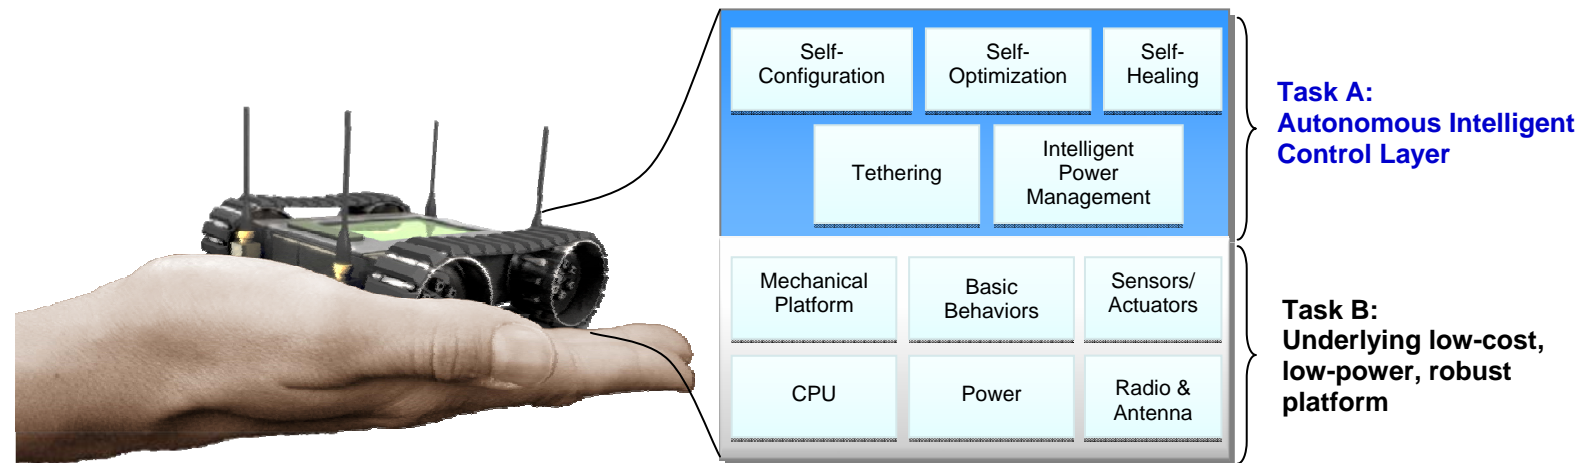 Self-
Configuration
Self-
Optimization
Self-
Healing
Tethering
Intelligent
Power
Management
Task A:
Autonomous Intelligent
Control Layer
Mechanical
Platform
Basic
Behaviors
Sensors/
Actuators
CPU
Power
Radio &
Antenna
Task B:
Underlying low-cost,
low-power, robust
platform